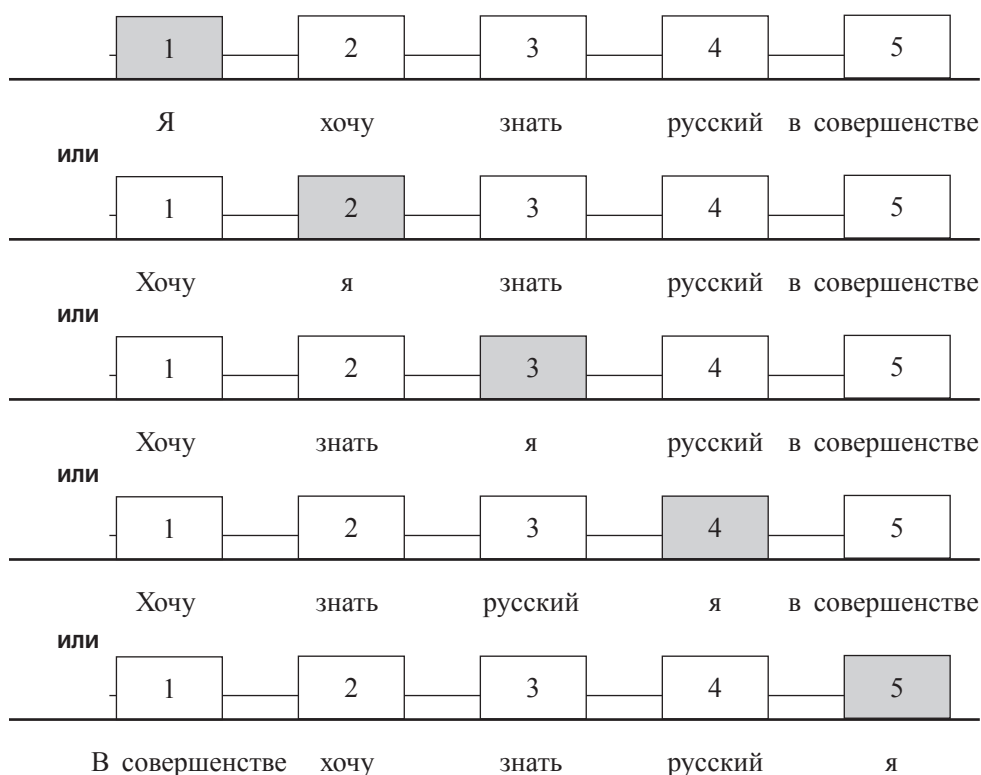 1 2 3 4 5
Я хочу знать русский в совершенстве
или
1 2 3 4 5
Хочу я знать русский в совершенстве
или
1 2 3 4 5
Хочу знать я русский в совершенстве
или
1 2 3 4 5
Хочу знать русский я в совершенстве
или
1 2 3 4 5
В совершенстве хочу знать русский я